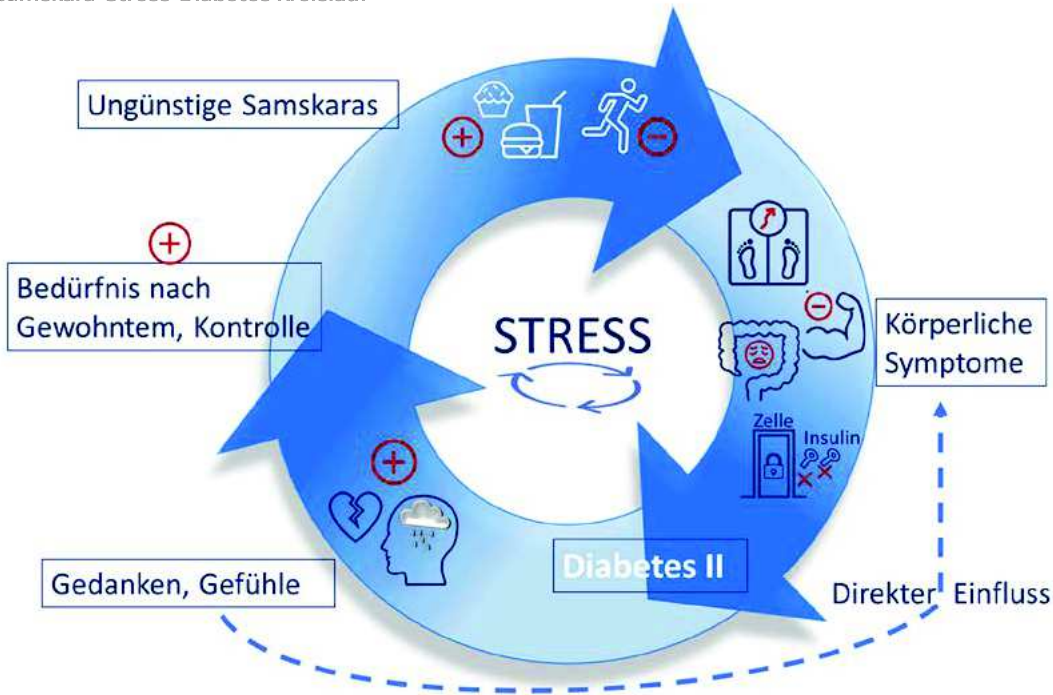 Ungünstige Samskaras
Bedürfnis nach
Gewohntem, Kontrolle
STRESS
Körperliche
Symptome
Zelle
Insulin
Diabetes II
Gedanken, Gefühle
Direkter Einfluss